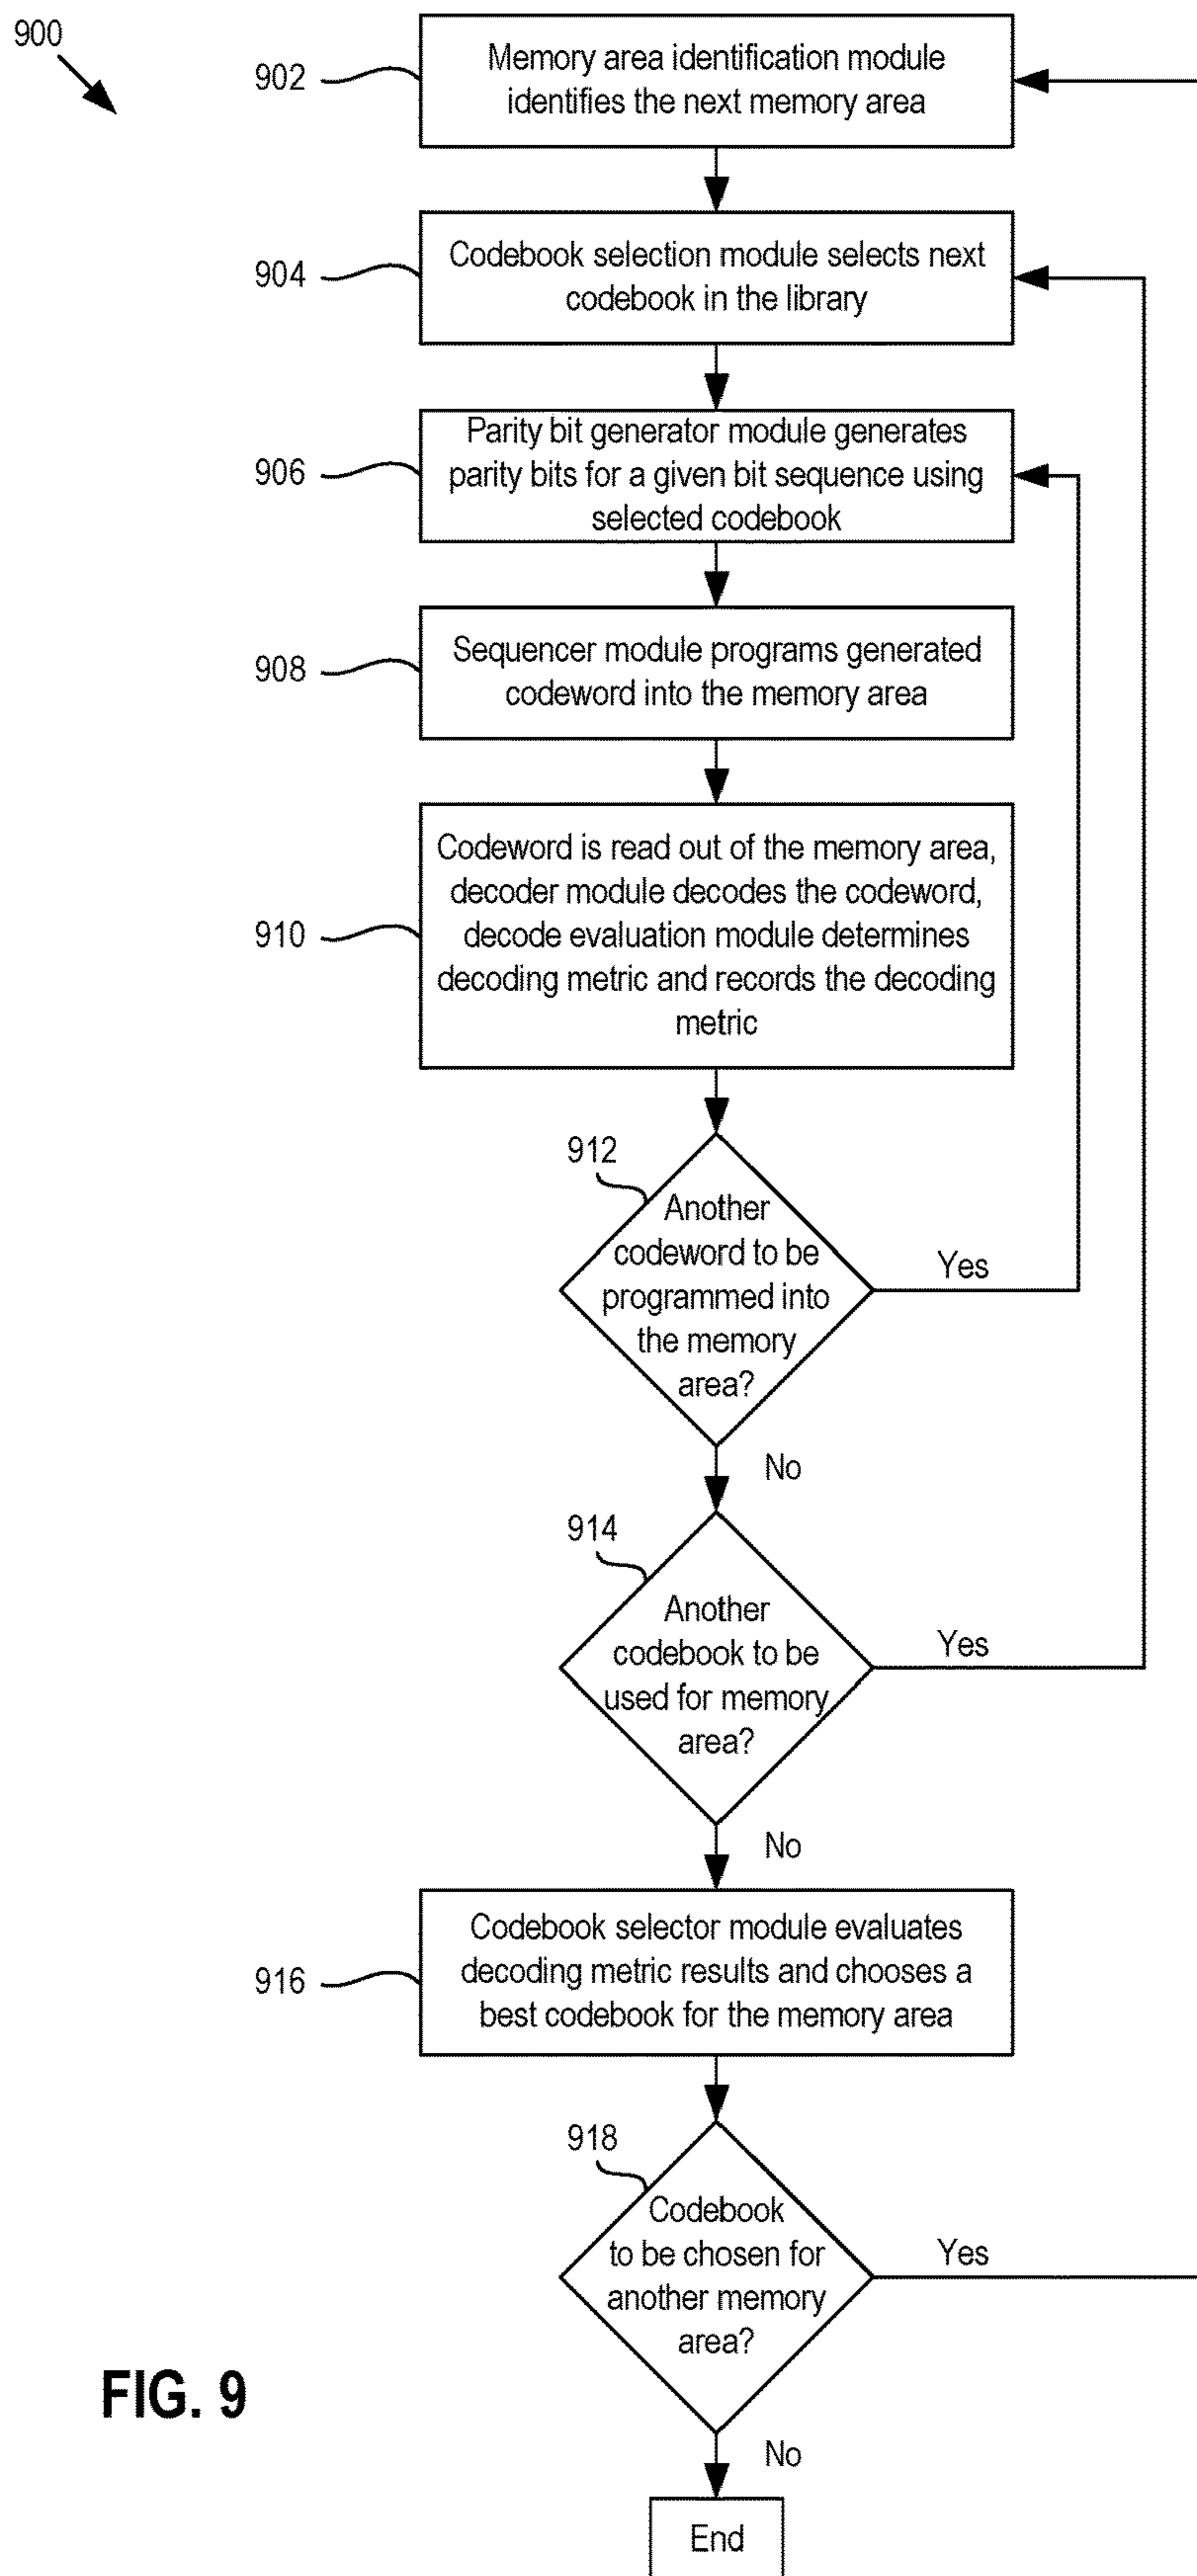 900
902
Memory area identification module
identifies the next memory area
904
Codebook selection module selects next
codebook in the library
906
Parity bit generator module generates
parity bits for a given bit sequence using
selected codebook
908
Sequencer module programs generated
codeword into the memory area
910
Codeword is read out of the memory area,
decoder module decodes the codeword,
decode evaluation module determines
decoding metric and records the decoding
metric
912
Another
codeword to be
programmed into
the memory
area?
Yes
No
914
Another
codebook to be
used for memory
area?
Yes
No
916
Codebook selector module evaluates
decoding metric results and chooses a
best codebook for the memory area
918
Codebook
to be chosen for
another memory
area?
Yes
No
End
FIG. 9